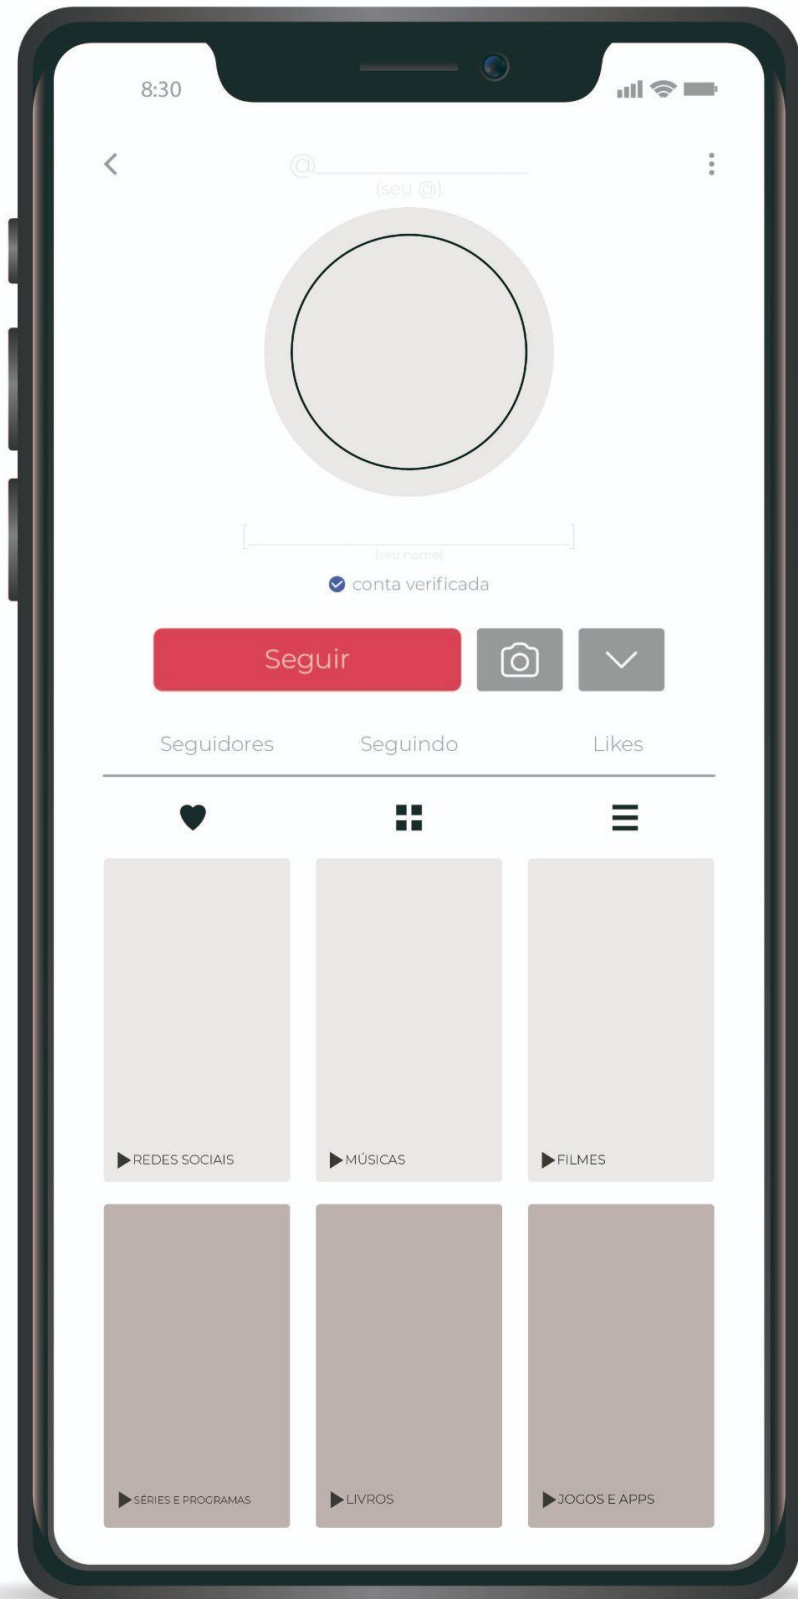 8:30
@
(seu @)
[ ]
(seu nome)
conta verificada
Seguir
Seguidores Seguindo Likes
REDES SOCIAIS MÚSICAS FILMES
SÉRIES E PROGRAMAS LIVROS JOGOS E APPS